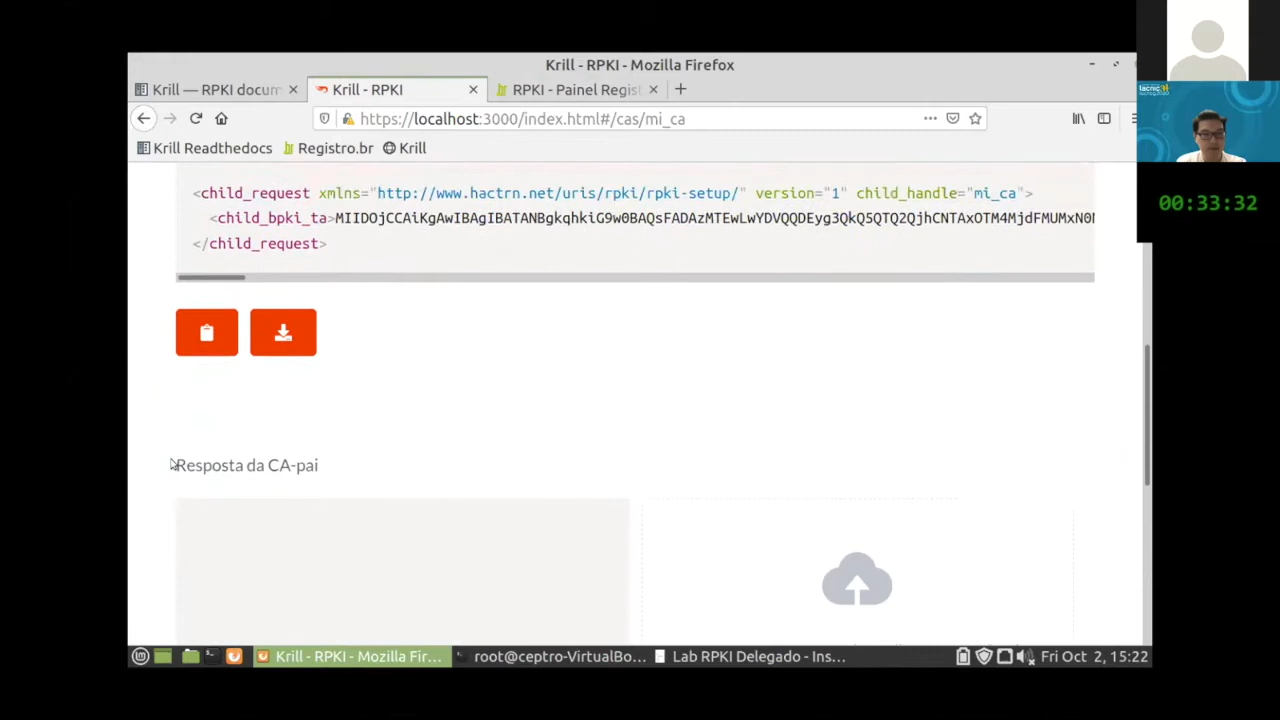 Krill - RPKI - Mozilla Firefox
Krill — RPKI docum
Krill - RPKI
RPKI - Painel Regist
https://localhost:3000/index.html#/cas/mi_ca
Krill Readthedocs
Registro.br
Krill
<child_request xmlns="http://www.hactrn.net/uris/rpki/rpki-setup/" version="1" child_handle="mi_ca">
<child_bpki_ta>MIIDOjCCAiKgAwIBAgIBATANBgkqhkiG9w0BAQsFADAzMTEwLwYDVQQDEyg3QkQ5QTQ2QjhCNTAxOTM4MjdFMUMxN0
</child_request>
Resposta da CA-pai
Krill - RPKI - Mozilla Fir...
root@ceptro-VirtualBo...
Lab RPKI Delegado - Ins...
Fri Oct 2, 15:22
lacnic
00:33:32